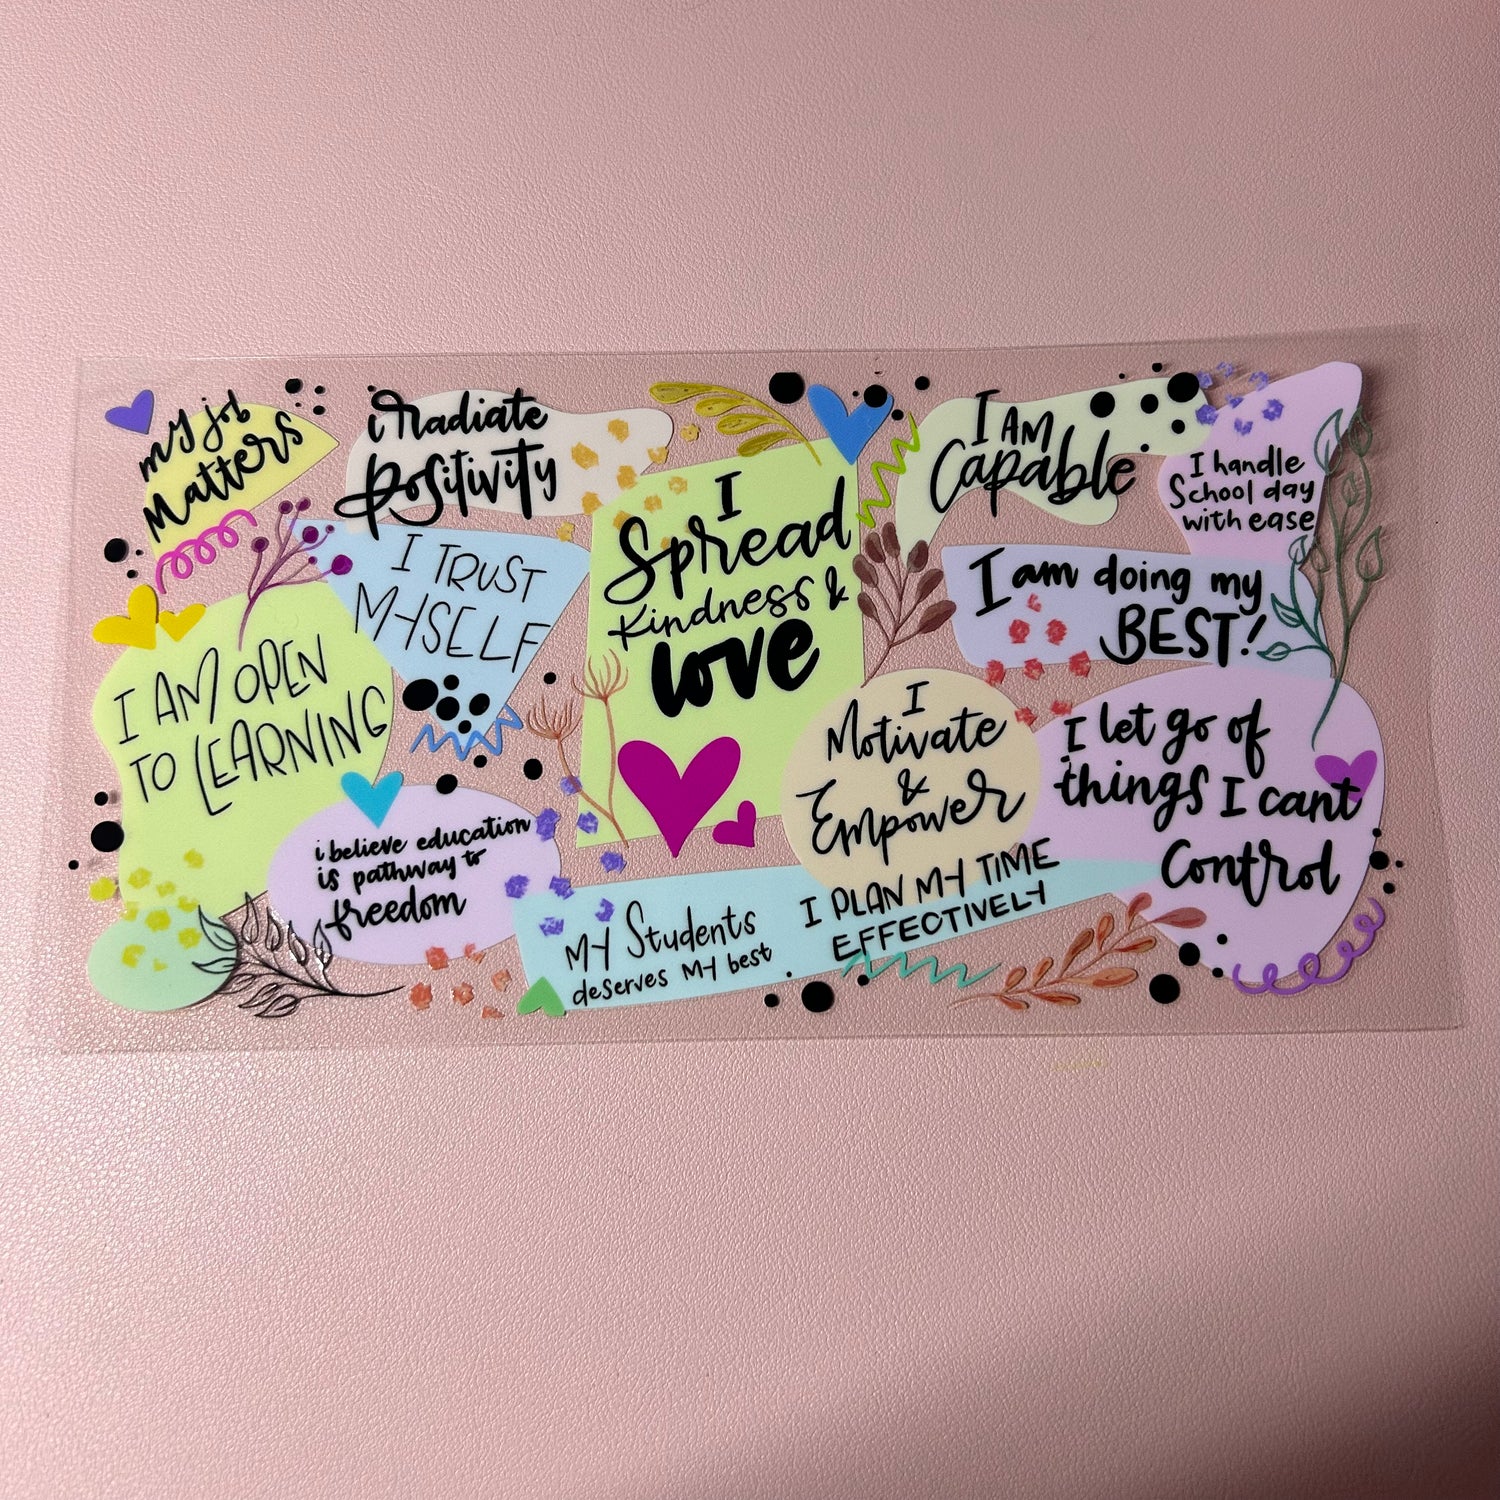 my job
Matters
i radiate
positivity
I TRUST
MYSELF
I AM OPEN
TO LEARNING
i believe education
is pathway to
freedom
I
Spread
Kindness &
love
My Students
deserves My best
I AM
Capable
I handle
School day
with ease
I am doing my
BEST!
I
Motivate
&
Empower
I PLAN MY TIME
EFFECTIVELY
I let go of
things I cant
Control